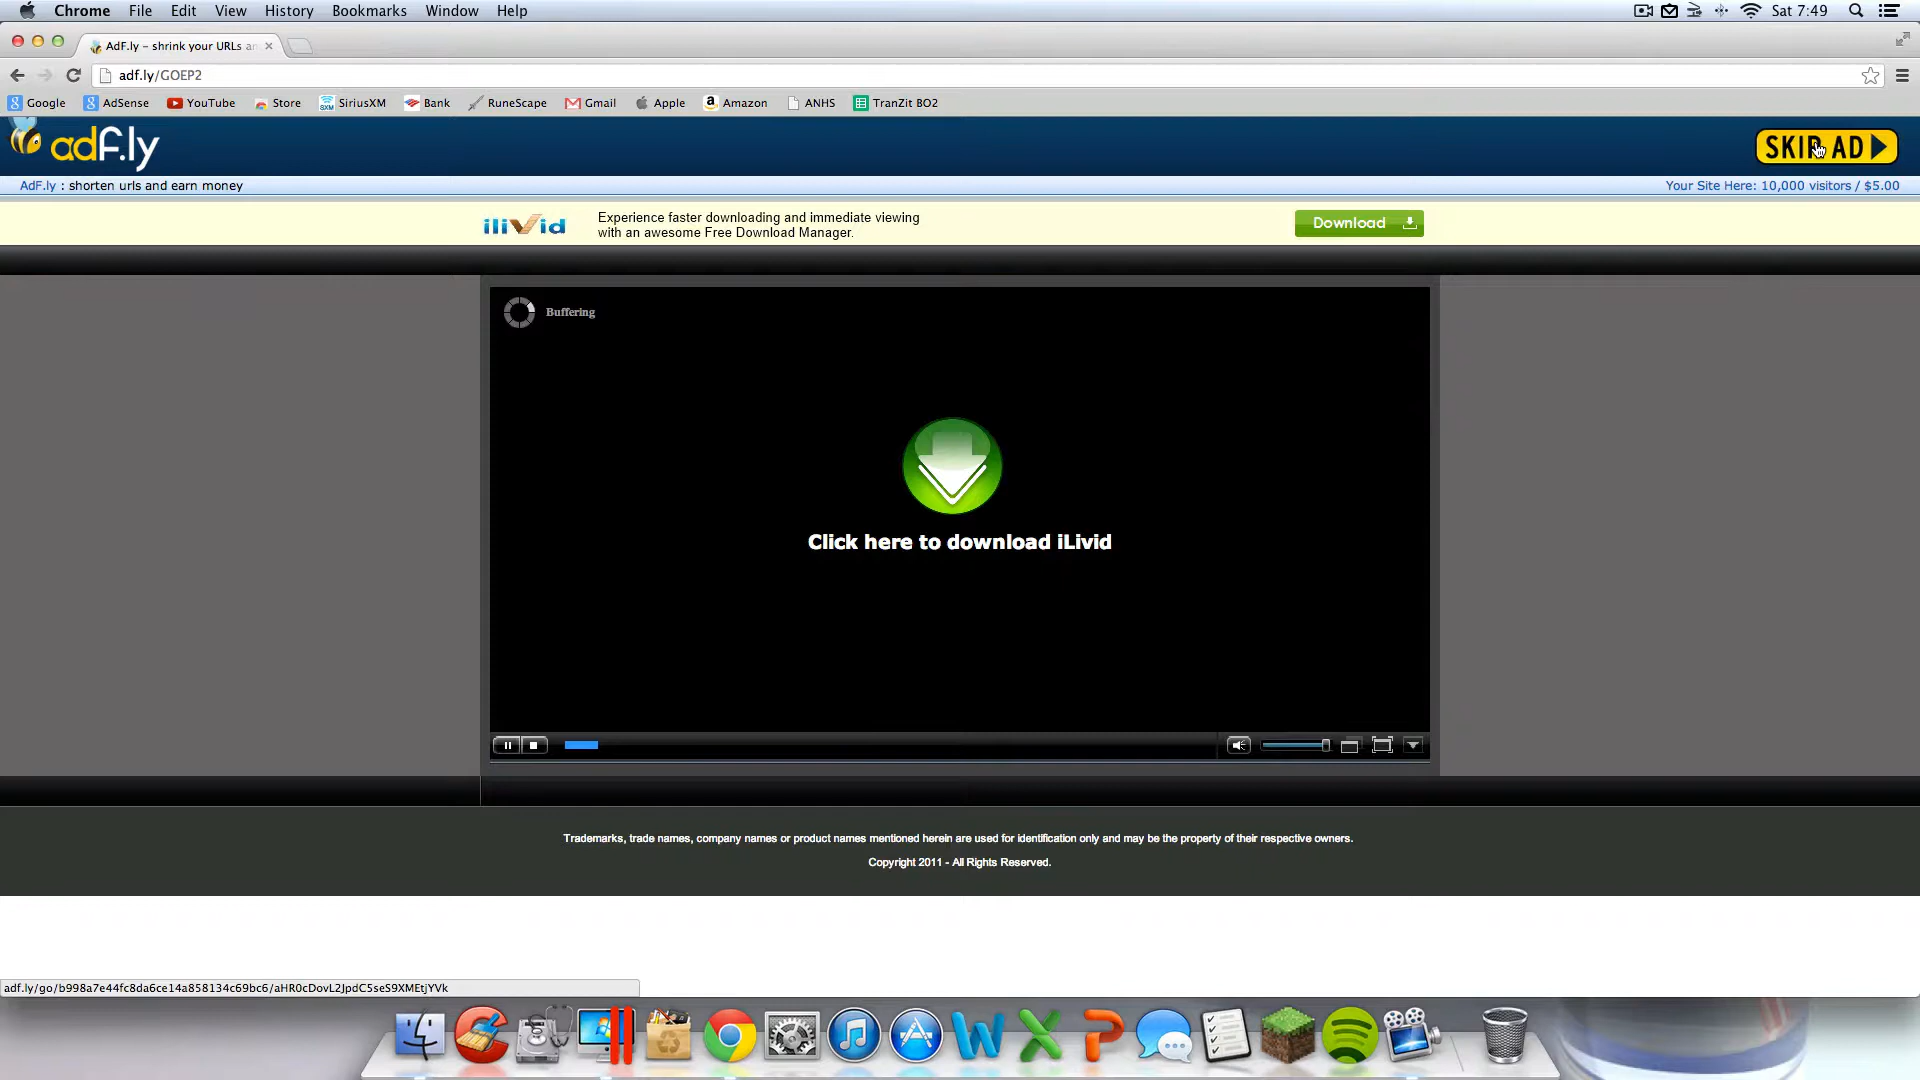 Chrome File Edit View History Bookmarks Window Help Sat 7:49
AdF.ly – shrink your URLs an
adf.ly/GOEP2
Google AdSense YouTube Store SiriusXM Bank RuneScape Gmail Apple Amazon ANHS TranZit BO2
adf.ly SKIP AD
AdF.ly : shorten urls and earn money Your Site Here: 10,000 visitors / $5.00
ilivid Experience faster downloading and immediate viewing
with an awesome Free Download Manager.
Download
Buffering
Click here to download iLivid
Trademarks, trade names, company names or product names mentioned herein are used for identification only and may be the property of their respective owners.
Copyright 2011 - All Rights Reserved.
adf.ly/go/b998a7e44fc8da6ce14a858134c69bc6/aHR0cDovL2JpdC5seS9XMEtjYVk